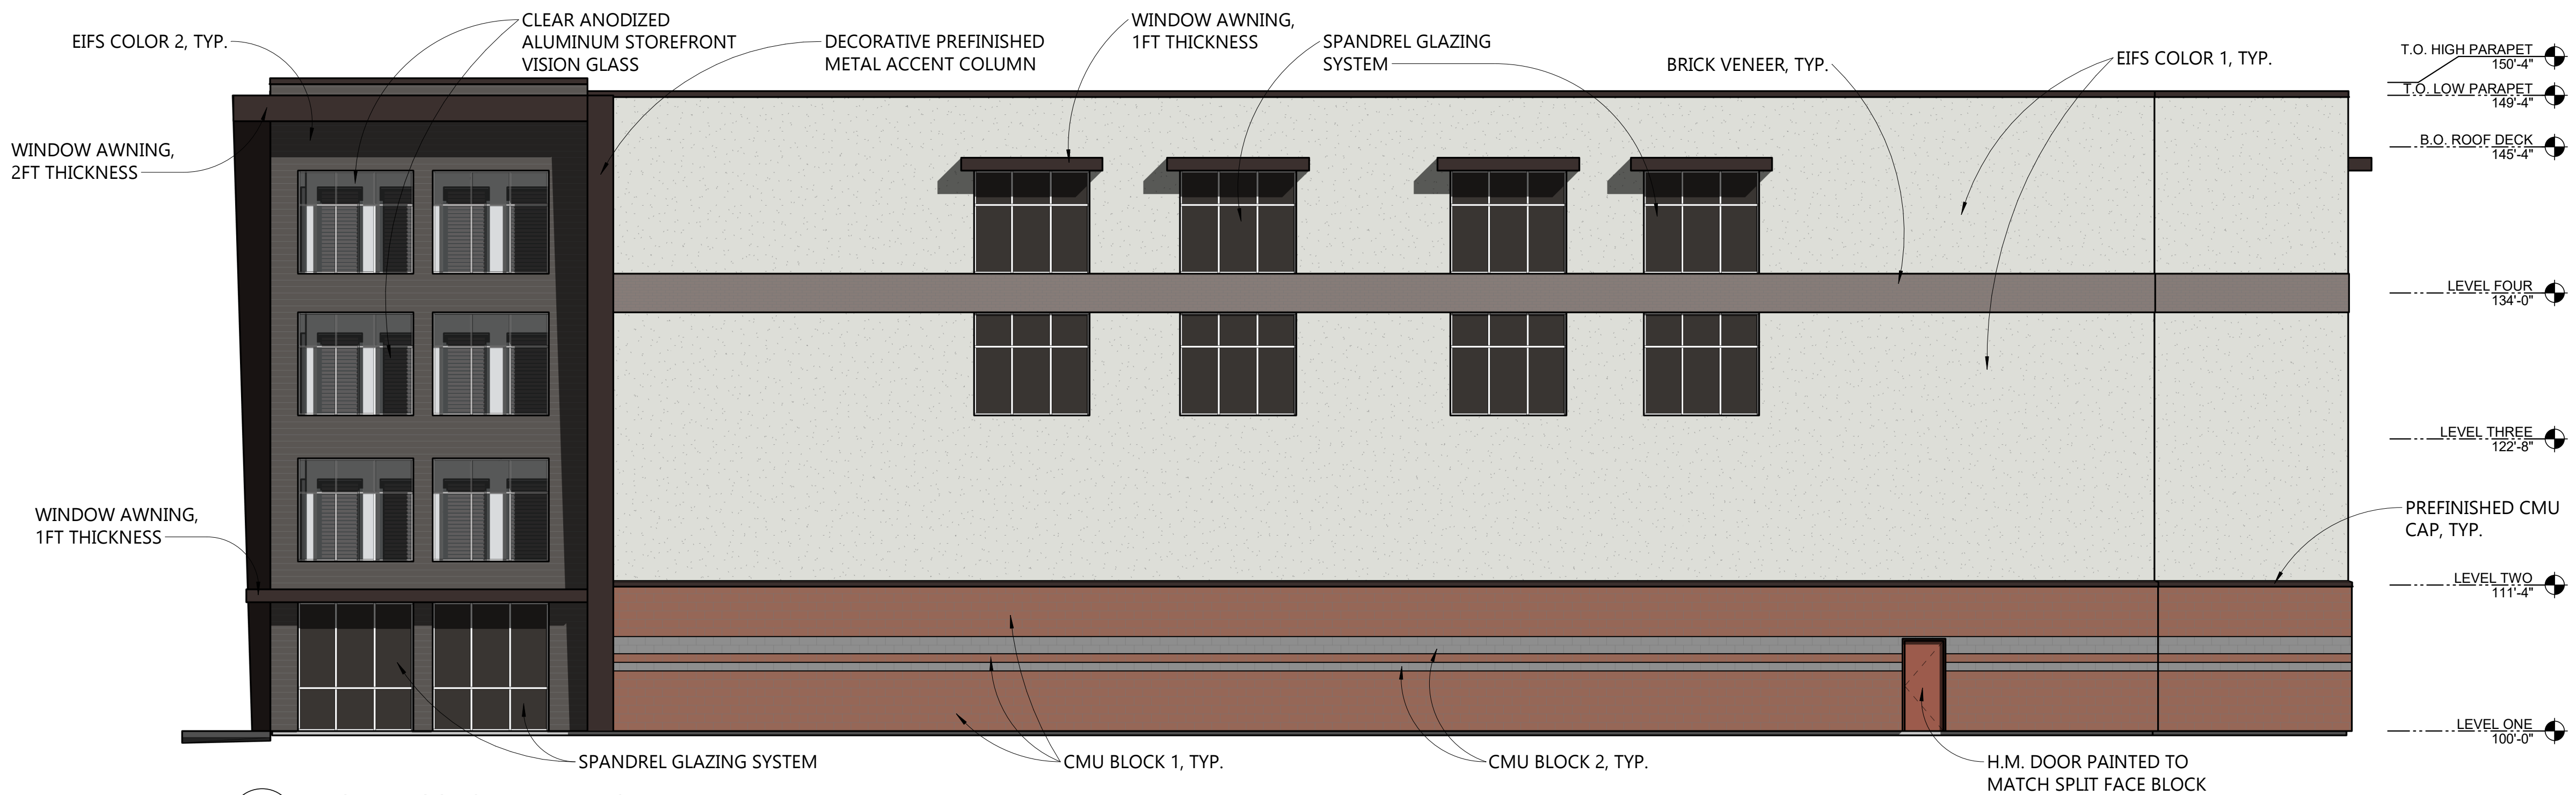 EIFS COLOR 2, TYP.
CLEAR ANODIZED
ALUMINUM STOREFRONT
VISION GLASS
DECORATIVE PREFINISHED
METAL ACCENT COLUMN
WINDOW AWNING,
1FT THICKNESS
SPANDREL GLAZING
SYSTEM
BRICK VENEER, TYP.
EIFS COLOR 1, TYP.
T.O. HIGH PARAPET
150'-4"
T.O. LOW PARAPET
149'-4"
B.O. ROOF DECK
145'-4"
WINDOW AWNING,
2FT THICKNESS
LEVEL FOUR
134'-0"
LEVEL THREE
122'-8"
WINDOW AWNING,
1FT THICKNESS
PREFINISHED CMU
CAP, TYP.
LEVEL TWO
111'-4"
LEVEL ONE
100'-0"
SPANDREL GLAZING SYSTEM
CMU BLOCK 1, TYP.
CMU BLOCK 2, TYP.
H.M. DOOR PAINTED TO
MATCH SPLIT FACE BLOCK